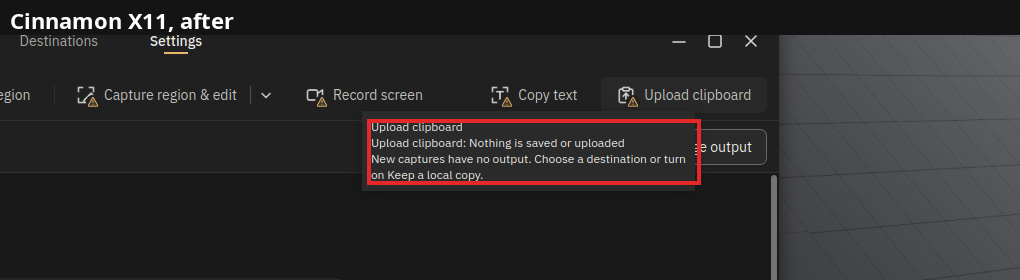 Cinnamon X11, after
Destinations
Settings
egion
Capture region & edit
Record screen
Copy text
Upload clipboard
Upload clipboard
Upload clipboard: Nothing is saved or uploaded
New captures have no output. Choose a destination or turn
on Keep a local copy.
e output